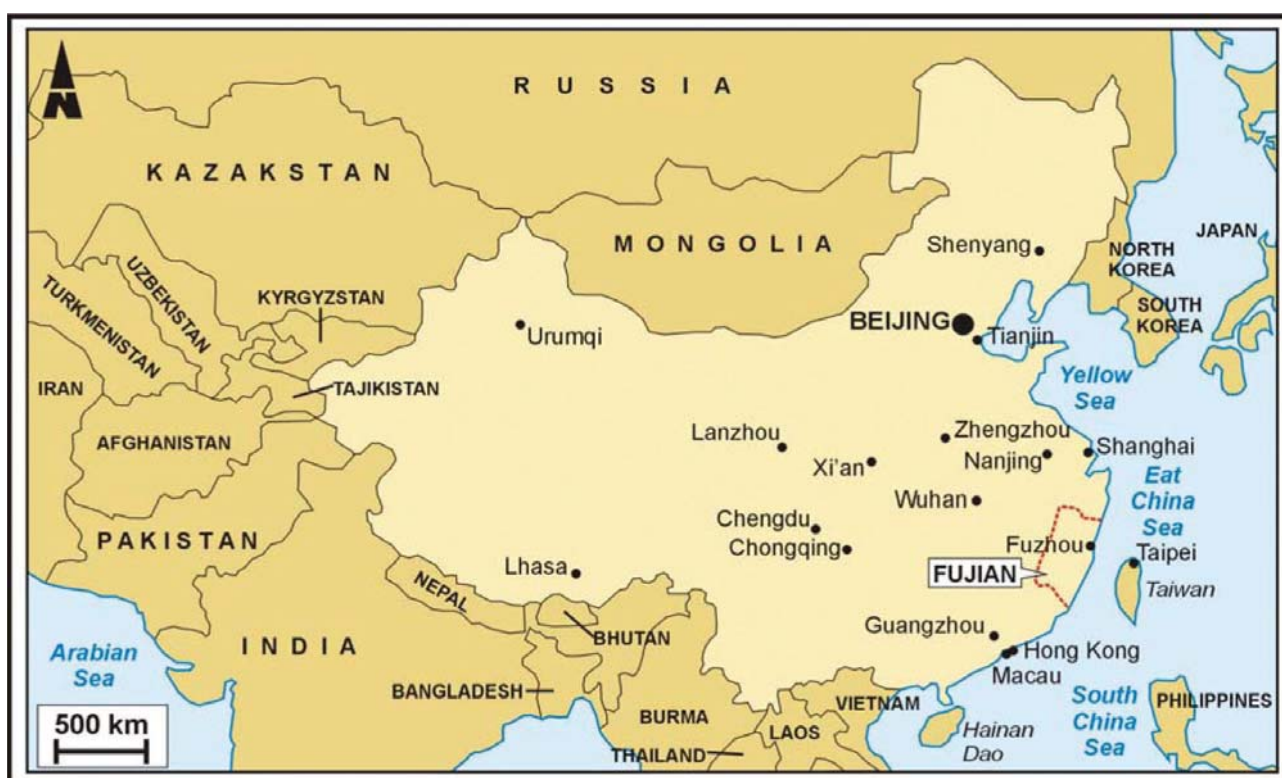 N
RUSSIA
KAZAKSTAN
MONGOLIA
JAPAN
Shenyang
NORTH
KOREA
UZBEKISTAN
TURKMENISTAN
KYRGYZSTAN
SOUTH
KOREA
BEIJING
Tianjin
Urumqi
IRAN
TAJIKISTAN
Yellow
Sea
AFGHANISTAN
Lanzhou
Zhengzhou
Xi'an
Nanjing
Shanghai
Eat
China
Sea
Wuhan
PAKISTAN
Chengdu
Chongqing
Fuzhou
Taipei
Taiwan
FUJIAN
Lhasa
NEPAL
BHUTAN
INDIA
Guangzhou
Hong Kong
Macau
Arabian
Sea
BANGLADESH
BURMA
VIETNAM
LAOS
THAILAND
Hainan
Dao
South
China
Sea
PHILIPPINES
500 km